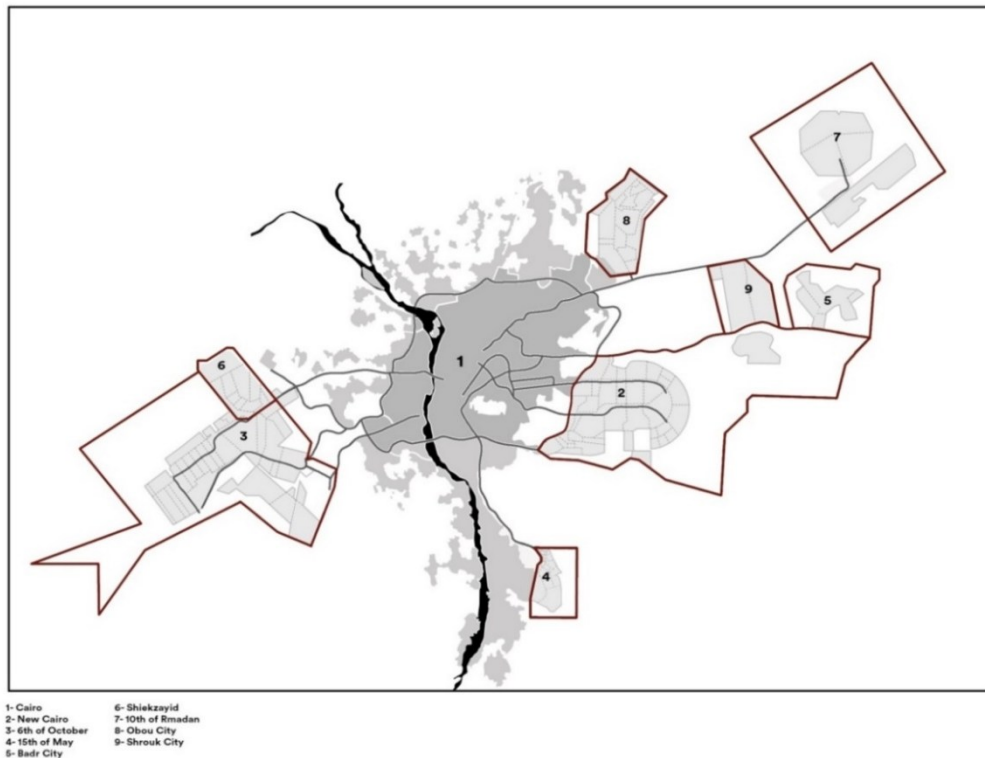 7
8
9
5
1
6
2
3
4
1- Cairo
2- New Cairo
3- 6th of October
4- 15th of May
5- Badr City
6- Shiekzayid
7- 10th of Rmadan
8- Obou City
9- Shrouk City